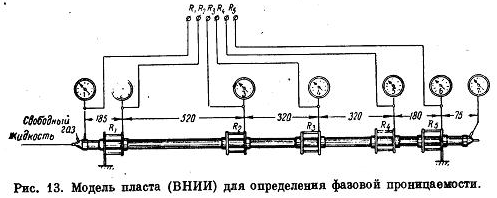 R₁ R₂ R₃ R₄ R₅
185 520 320 320 180 75
Свободный
газ
жидкость
R₁ R₂ R₃ R₄ R₅
Рис. 13. Модель пласта (ВНИИ) для определения фазовой проницаемости.